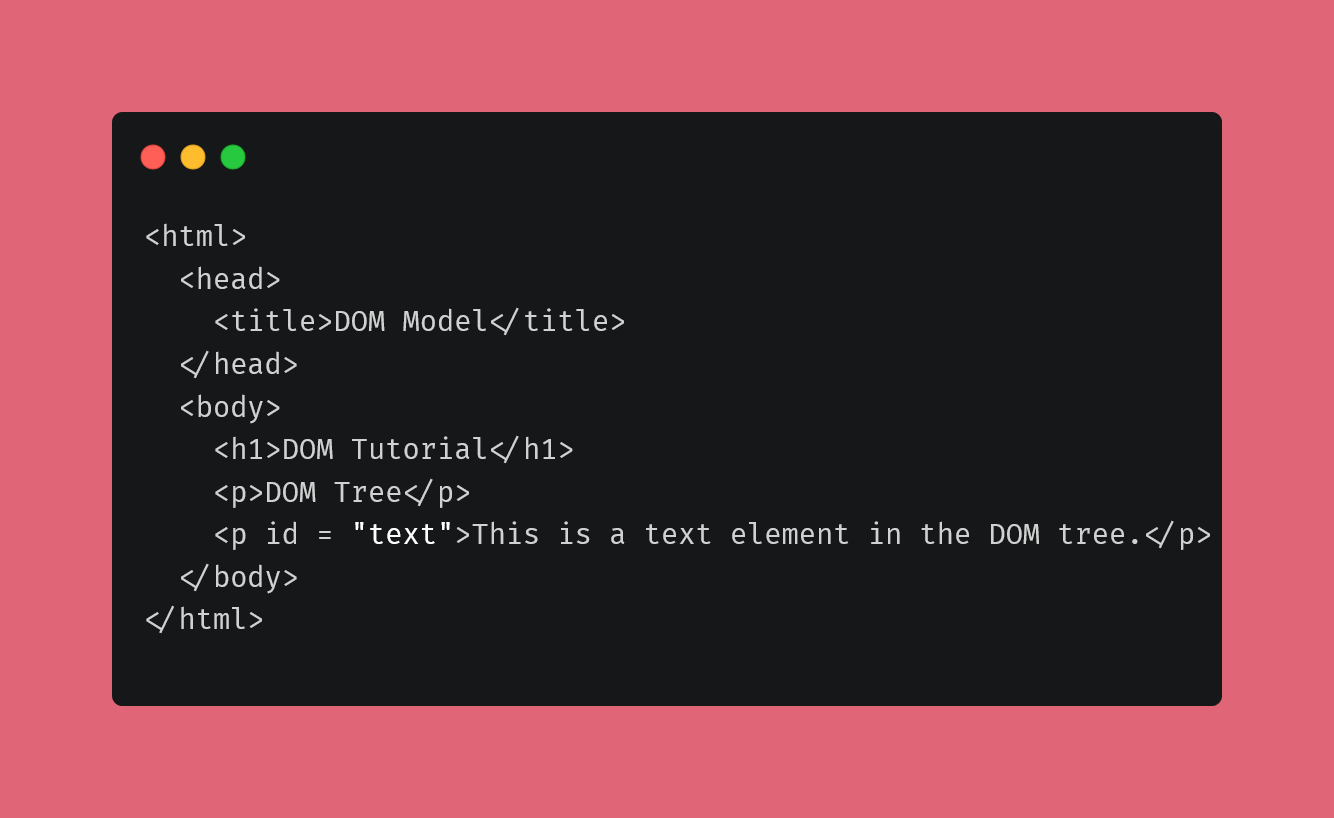 <html>
  <head>
    <title>DOM Model</title>
  </head>
  <body>
    <h1>DOM Tutorial</h1>
    <p>DOM Tree</p>
    <p id = "text">This is a text element in the DOM tree.</p>
  </body>
</html>